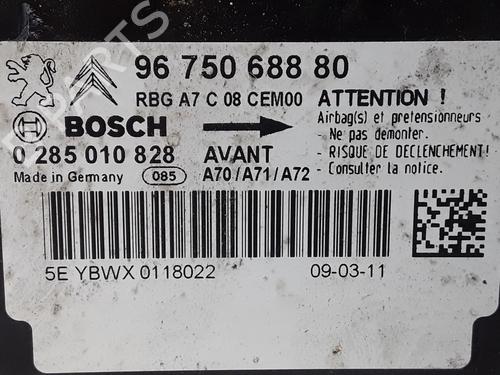 96 750 688 80
RBG A7 C 08 CEM00
ATTENTION !
BOSCH
Airbag(s) et pretensionneurs
- Ne pas demonter.
0 285 010 828
AVANT
- RISQUE DE DECLENCHEMENT!
Made in Germany
085
A70/A71/A72
- Consulter la notice.
5E YBWX 0118022
09-03-11